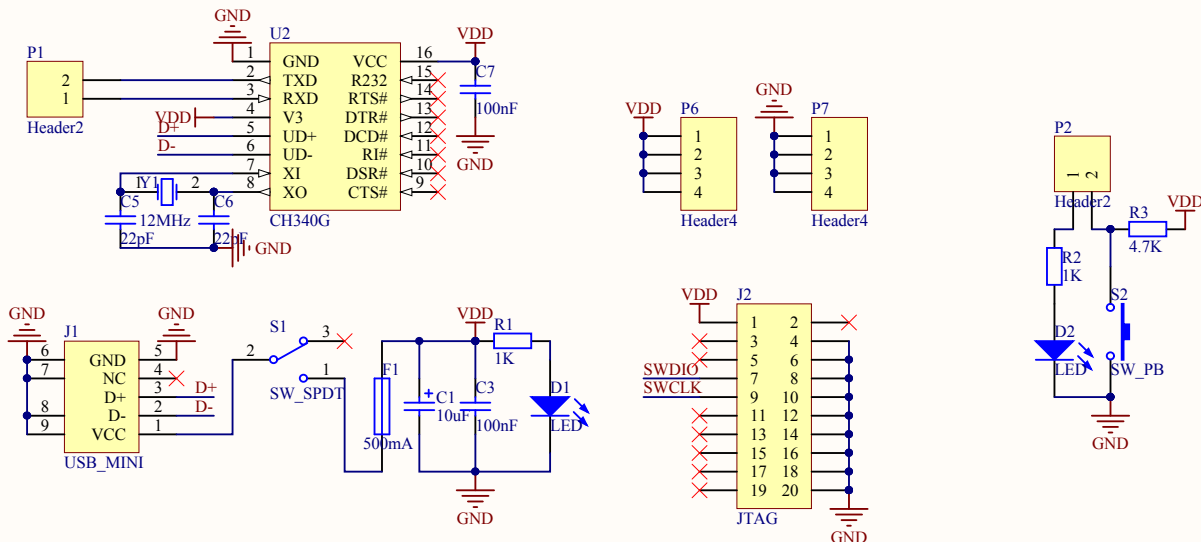 GND
U2
VDD
P1
1 GND VCC 16
2 TXD R232 15
3 RXD RTS# 14
4 V3 DTR# 13
5 UD+ DCD# 12
6 UD- RI# 11
7 XI DSR# 10
8 XO CTS# 9
CH340G
2
1
Header2
VDD
D+
D-
C7
100nF
GND
1 Y1 2
C5 12MHz C6
22pF 22pF
GND
VDD
P6
1
2
3
4
Header4
GND
P7
1
2
3
4
Header4
P2
1 2
Header2
R3
4.7K
VDD
R2
1K
S2
SW_PB
D2
LED
GND
GND
J1
GND
6 GND 5
7 NC 4
D+ 3 D+
8 D- 2 D-
9 VCC 1
USB_MINI
S1
2
3
1
SW_SPDT
F1
500mA
VDD
R1
1K
C1
10uF
C3
100nF
D1
LED
GND
VDD
J2
1 2
3 4
5 6
SWDIO 7 8
SWCLK 9 10
11 12
13 14
15 16
17 18
19 20
JTAG
GND